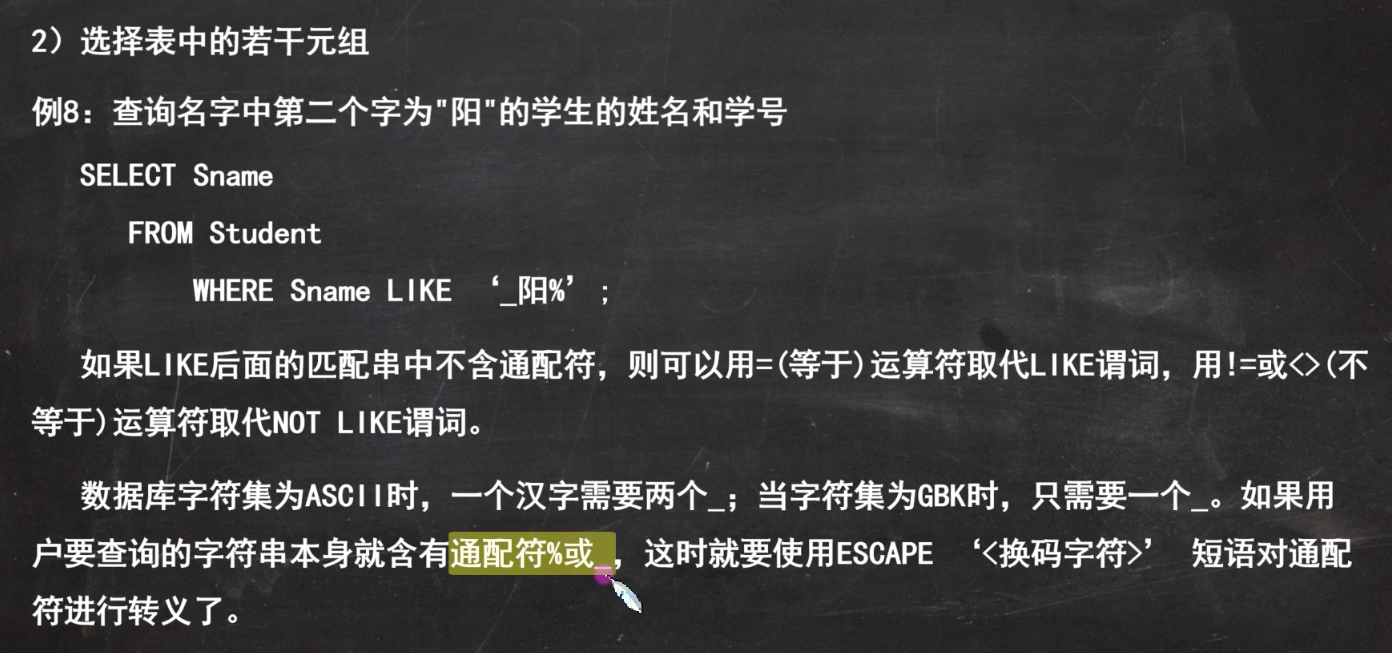 2）选择表中的若干元组
例8：查询名字中第二个字为"阳"的学生的姓名和学号
SELECT Sname
FROM Student
WHERE Sname LIKE ‘_阳%’;
如果LIKE后面的匹配串中不含通配符，则可以用=(等于)运算符取代LIKE谓词，用!=或<>(不
等于)运算符取代NOT LIKE谓词。
数据库字符集为ASCII时，一个汉字需要两个_；当字符集为GBK时，只需要一个_。如果用
户要查询的字符串本身就含有通配符%或_，这时就要使用ESCAPE ‘<换码字符>’ 短语对通配
符进行转义了。